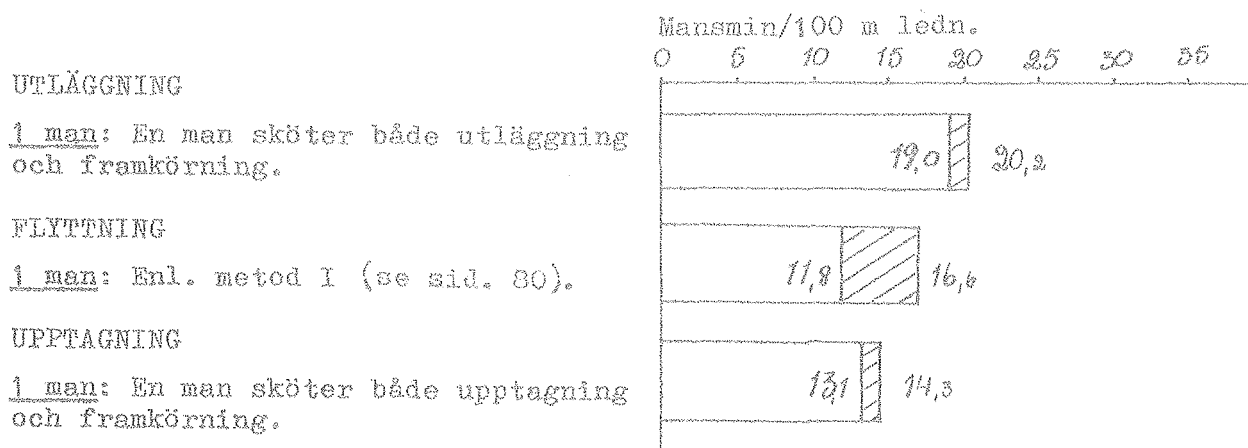 Mansmin/100 m ledn.
0 5 10 15 20 25 30 35
UTLÄGGNING
1 man: En man sköter både utläggning
och framkörning.
19,0 20,2
FLYTTNING
1 man: Enl. metod I (se sid. 80).
11,8 16,6
UPPTAGNING
1 man: En man sköter både upptagning
och framkörning.
13,1 14,3